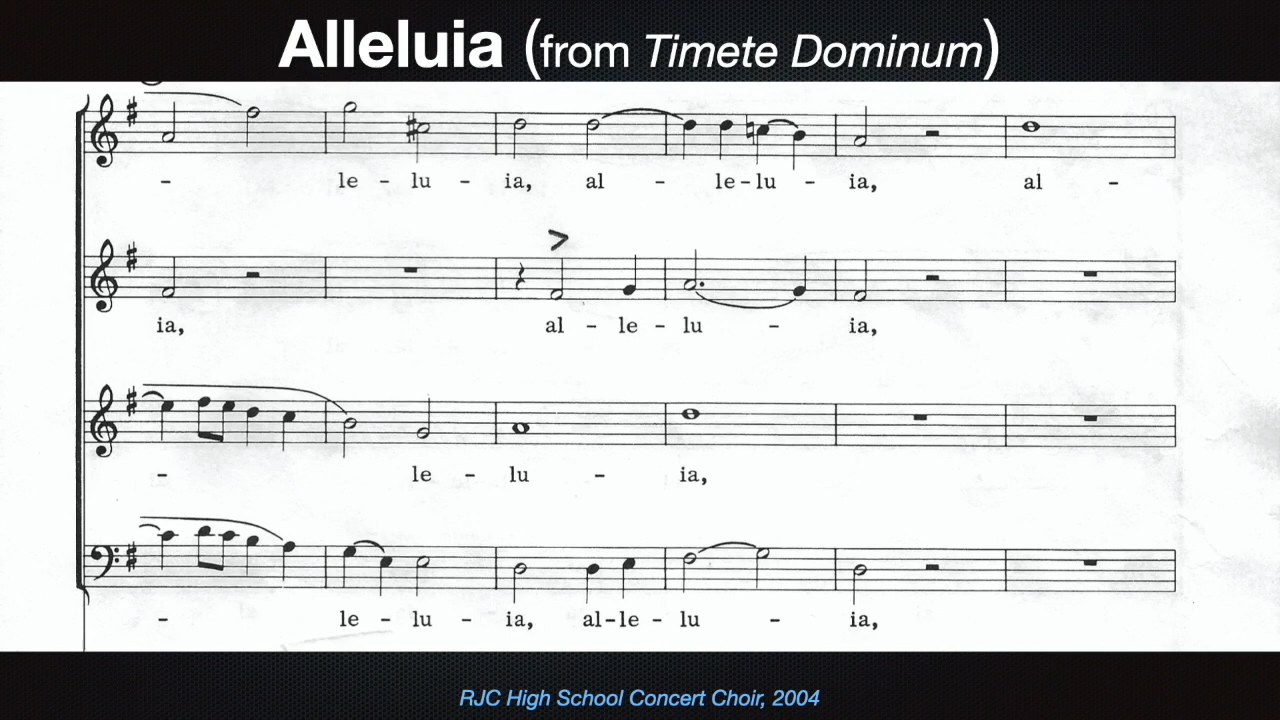 Alleluia (from Timete Dominum)
- le - lu - ia, al - le-lu - ia, al -
ia, al - le - lu - ia,
- le - lu - ia,
- le - lu - ia, al-le - lu - ia,
RJC High School Concert Choir, 2004